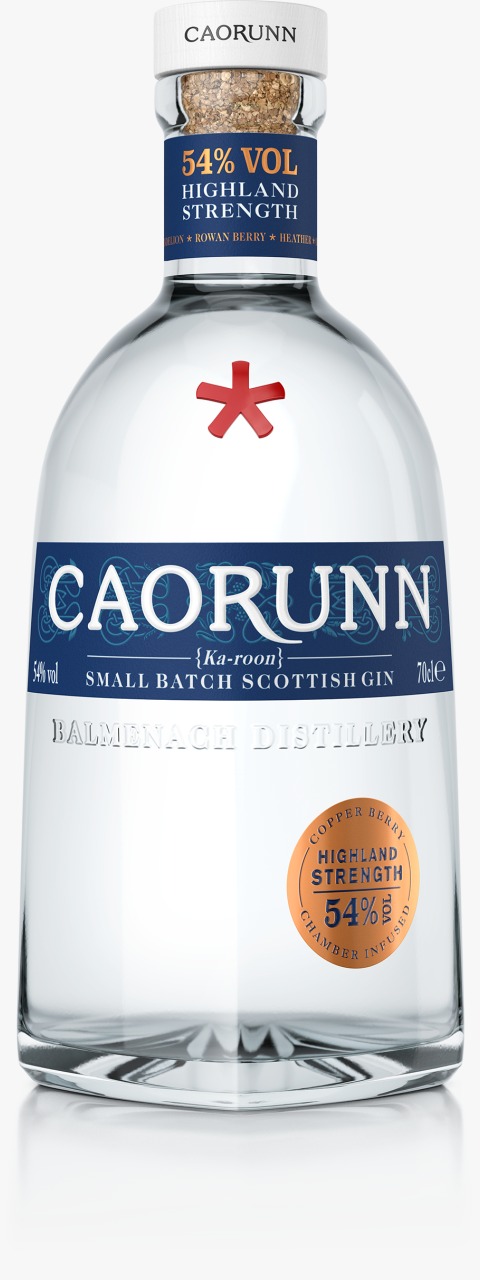 CAORUNN
54% VOL
HIGHLAND
STRENGTH
* ROWAN BERRY * HEATHER *
CAORUNN
{Ka-roon}
54% vol
SMALL BATCH SCOTTISH GIN
70cl℮
BALMENACH DISTILLERY
COPPER BERRY
HIGHLAND
STRENGTH
54% VOL
CHAMBER INFUSED